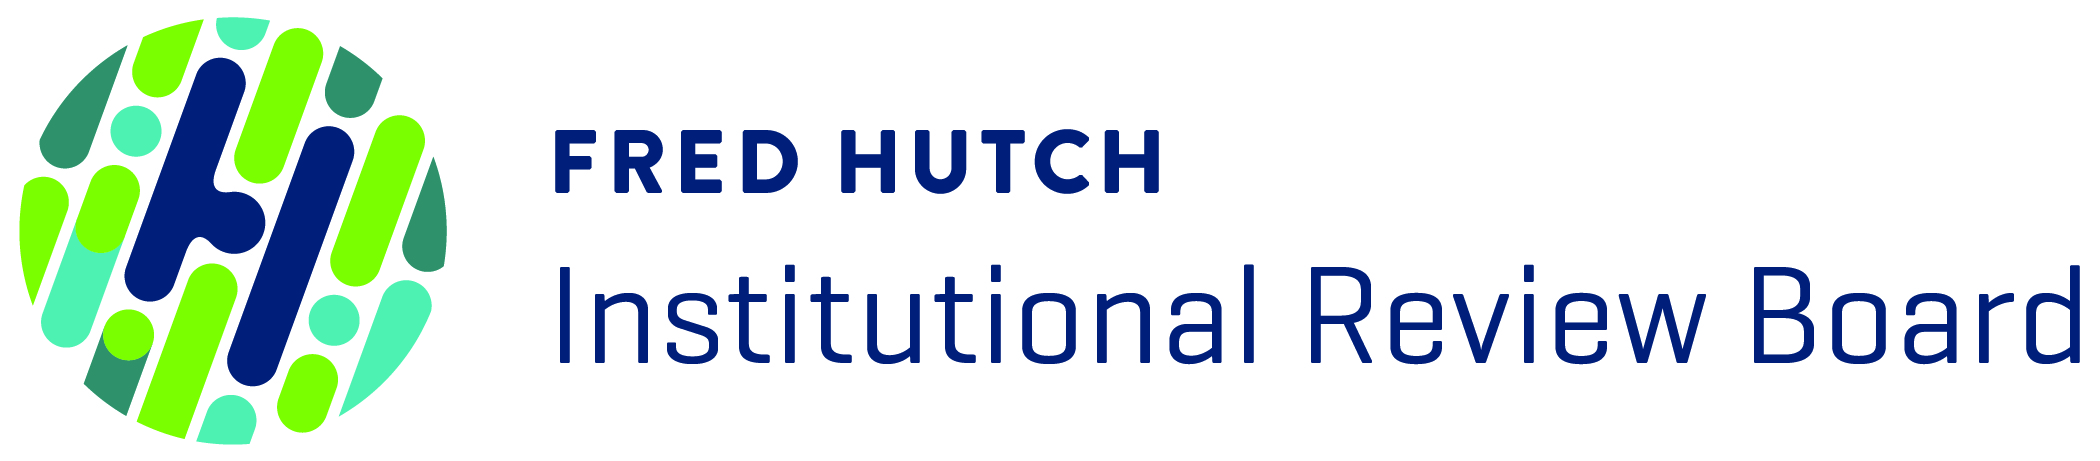 FRED HUTCH
Institutional Review Board